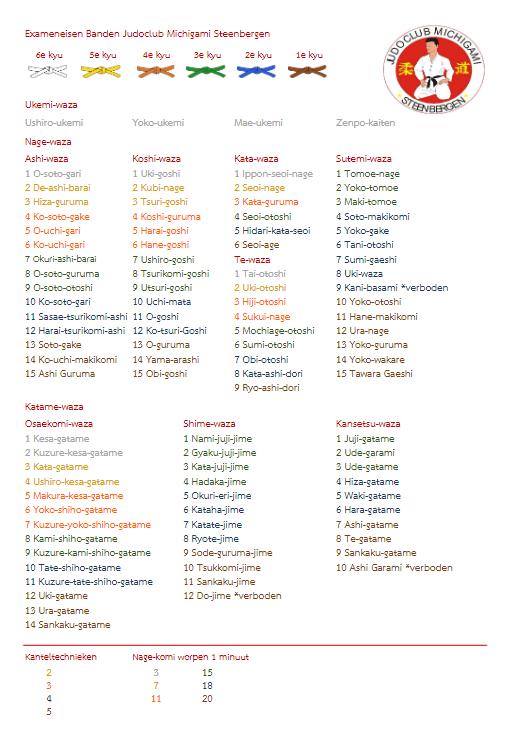 Exameneisen Banden Judoclub Michigami Steenbergen
6e kyu 5e kyu 4e kyu 3e kyu 2e kyu 1e kyu
JUDOCLUB MICHIGAMI
柔 道
STEENBERGEN
Ukemi-waza
Ushiro-ukemi Yoko-ukemi Mae-ukemi Zenpo-kaiten
Nage-waza
Ashi-waza Koshi-waza Kata-waza Sutemi-waza
1 O-soto-gari 1 Uki-goshi 1 Ippon-seoi-nage 1 Tomoe-nage
2 De-ashi-barai 2 Kubi-nage 2 Seoi-nage 2 Yoko-tomoe
3 Hiza-guruma 3 Tsuri-goshi 3 Kata-guruma 3 Maki-tomoe
4 Ko-soto-gake 4 Koshi-guruma 4 Seoi-otoshi 4 Soto-makikomi
5 O-uchi-gari 5 Harai-goshi 5 Hidari-kata-seoi 5 Yoko-gake
6 Ko-uchi-gari 6 Hane-goshi 6 Seoi-age 6 Tani-otoshi
7 Okuri-ashi-barai 7 Ushiro-goshi Te-waza 7 Sumi-gaeshi
8 O-soto-guruma 8 Tsurikomi-goshi 1 Tai-otoshi 8 Uki-waza
9 O-soto-otoshi 9 Utsuri-goshi 2 Uki-otoshi 9 Kani-basami *verboden
10 Ko-soto-gari 10 Uchi-mata 3 Hiji-otoshi 10 Yoko-otoshi
11 Sasae-tsurikomi-ashi 11 O-goshi 4 Sukui-nage 11 Hane-makikomi
12 Harai-tsurikomi-ashi 12 Ko-tsuri-Goshi 5 Mochiage-otoshi 12 Ura-nage
13 Soto-gake 13 O-guruma 6 Sumi-otoshi 13 Yoko-guruma
14 Ko-uchi-makikomi 14 Yama-arashi 7 Obi-otoshi 14 Yoko-wakare
15 Ashi Guruma 15 Obi-goshi 8 Kata-ashi-dori 15 Tawara Gaeshi
9 Ryo-ashi-dori
Katame-waza
Osaekomi-waza Shime-waza Kansetsu-waza
1 Kesa-gatame 1 Nami-juji-jime 1 Juji-gatame
2 Kuzure-kesa-gatame 2 Gyaku-juji-jime 2 Ude-garami
3 Kata-gatame 3 Kata-juji-jime 3 Ude-gatame
4 Ushiro-kesa-gatame 4 Hadaka-jime 4 Hiza-gatame
5 Makura-kesa-gatame 5 Okuri-eri-jime 5 Waki-gatame
6 Yoko-shiho-gatame 6 Kataha-jime 6 Hara-gatame
7 Kuzure-yoko-shiho-gatame 7 Katate-jime 7 Ashi-gatame
8 Kami-shiho-gatame 8 Ryote-jime 8 Te-gatame
9 Kuzure-kami-shiho-gatame 9 Sode-guruma-jime 9 Sankaku-gatame
10 Tate-shiho-gatame 10 Tsukkomi-jime 10 Ashi Garami *verboden
11 Kuzure-tate-shiho-gatame 11 Sankaku-jime
12 Uki-gatame 12 Do-jime *verboden
13 Ura-gatame
14 Sankaku-gatame
Kanteltechnieken Nage-komi worpen 1 minuut
2 3 15
3 7 18
4 11 20
5